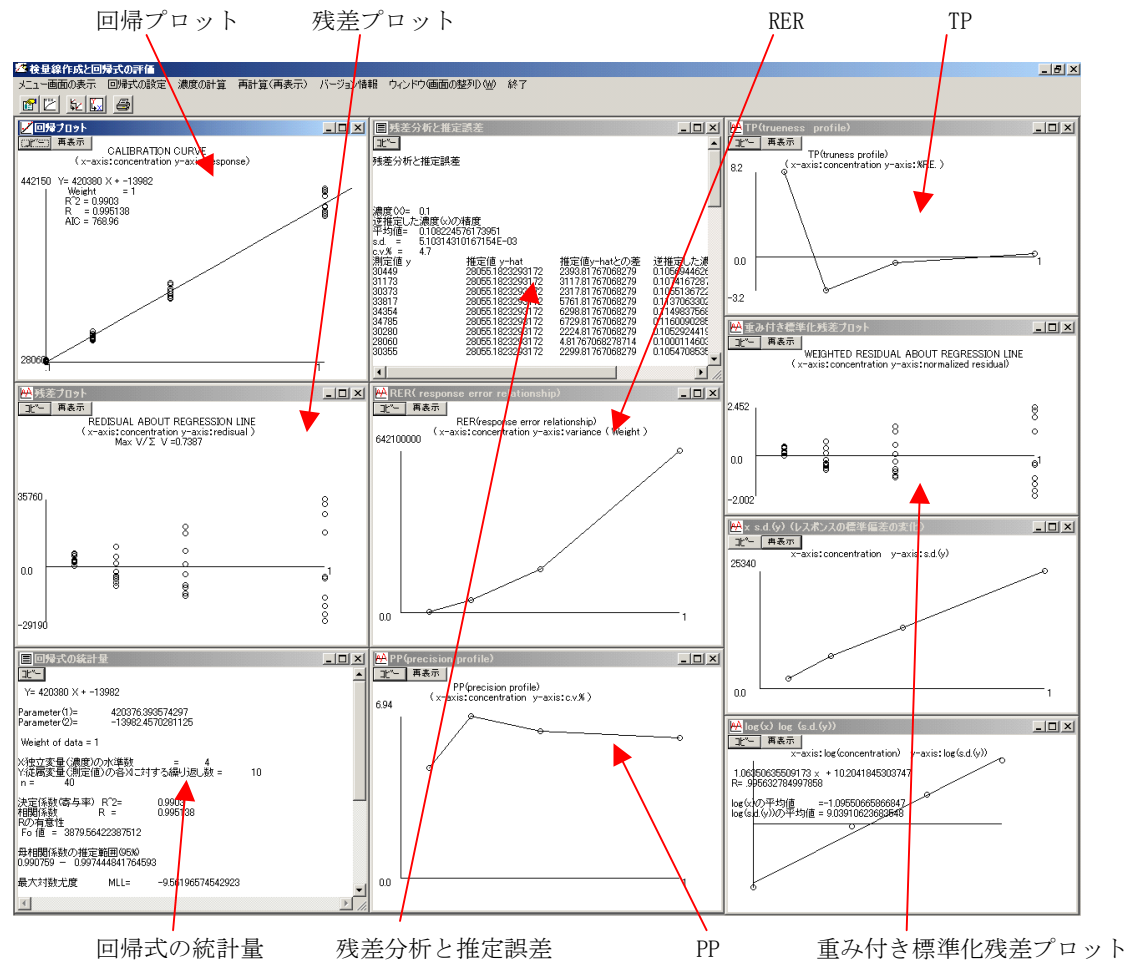 回帰プロット 残差プロット RER TP
検量線作成と回帰式の評価
メニュー画面の表示 回帰式の設定 濃度の計算 再計算(再表示) バージョン情報 ウィンドウ(画面の整列)(W) 終了
回帰プロット
コピー 再表示
CALIBRATION CURVE
(x-axis:concentration y-axis:response)
442150 Y= 420380 X + -13982
Weight = 1
R^2 = 0.9903
R = 0.995138
AIC = 768.96
28060
.1 1
残差分析と推定誤差
コピー
残差分析と推定誤差
濃度(X)= 0.1
逆推定した濃度(x)の精度
平均値= 0.108224576173951
s.d. = 5.10314310167154E-03
c.v.% = 4.7
測定値 y 推定値 y-hat 推定値y-hatとの差 逆推定した濃
30449 28055.1823293172 2393.81767068279 0.1056944626
31173 28055.1823293172 3117.81767068279 0.1074167287
30373 28055.1823293172 2317.81767068279 0.1055136722
33817 28055.1823293172 5761.81767068279 0.1137063302
34354 28055.1823293172 6298.81767068279 0.1149837568
34785 28055.1823293172 6729.81767068279 0.1160090285
30280 28055.1823293172 2224.81767068279 0.1052924419
28060 28055.1823293172 4.81767068278714 0.1000114603
30355 28055.1823293172 2299.81767068279 0.1054708535
TP(trueness profile)
コピー 再表示
TP(truness profile)
(x-axis:concentration y-axis:%RE.)
8.2
0.0
1
-3.2
重み付き標準化残差プロット
コピー 再表示
WEIGHTED RESIDUAL ABOUT REGRESSION LINE
(x-axis:concentration y-axis:normalized residual)
2.452
0.0
1
-2.002
残差プロット
コピー 再表示
REDISUAL ABOUT REGRESSION LINE
(x-axis:concentration y-axis:redisual)
Max V/Σ V =0.7387
35760
0.0
1
-29190
RER( response error relationship)
コピー 再表示
RER(response error relationship)
(x-axis:concentration y-axis:variance (Weight)
642100000
0.0
1
x s.d.(y) (レスポンスの標準偏差の変化)
コピー 再表示
x-axis:concentration y-axis:s.d.(y)
25340
0.0
1
回帰式の統計量
コピー
Y= 420380 X + -13982
Parameter(1)= 420376.393574297
Parameter(2)= -13982.4570281125
Weight of data = 1
X:独立変量(濃度)の水準数 = 4
Y:従属変量(測定値)の各Xiに対する繰り返し数 = 10
n = 40
決定係数(寄与率) R^2= 0.9903
相関係数 R = 0.995138
Rの有意性
Fo 値 = 3879.56422387512
母相関係数の推定範囲(95%)
0.990759 - 0.997444841764593
最大対数尤度 MLL= -9.56196574542923
PP(precision profile)
コピー 再表示
PP(precision profile)
(x-axis:concentration y-axis:c.v.%)
6.94
0.0
1
log(x) log (s.d.(y))
コピー 再表示
x-axis:log(concentration) y-axis:log(s.d.(y))
1.06350635509173 x + 10.2041845303747
R= .995632784997858
log(x)の平均値 =-1.09550665866847
log(s.d.(y))の平均値 = 9.03910623683548
回帰式の統計量 残差分析と推定誤差 PP 重み付き標準化残差プロット